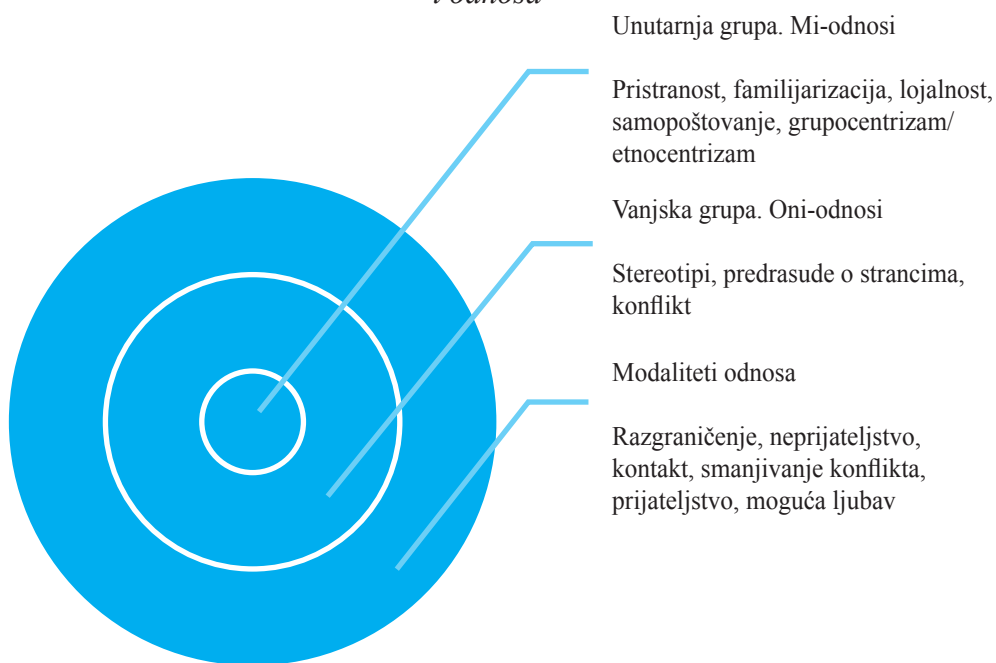 i odnosa
Unutarnja grupa. Mi-odnosi
Pristranost, familijarizacija, lojalnost,
samopoštovanje, grupocentrizam/
etnocentrizam
Vanjska grupa. Oni-odnosi
Stereotipi, predrasude o strancima,
konflikt
Modaliteti odnosa
Razgraničenje, neprijateljstvo,
kontakt, smanjivanje konflikta,
prijateljstvo, moguća ljubav